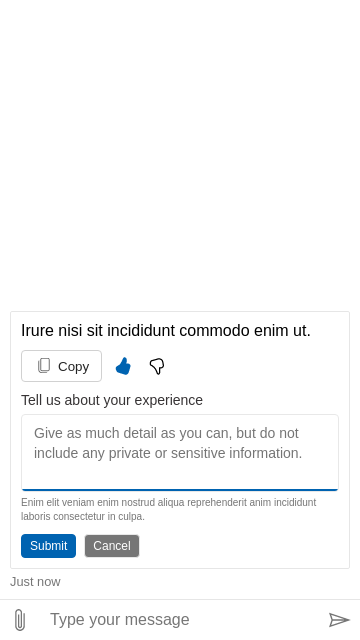 Irure nisi sit incididunt commodo enim ut.
Copy
Tell us about your experience
Give as much detail as you can, but do not
include any private or sensitive information.
Enim elit veniam enim nostrud aliqua reprehenderit anim incididunt
laboris consectetur in culpa.
Submit Cancel
Just now
Type your message